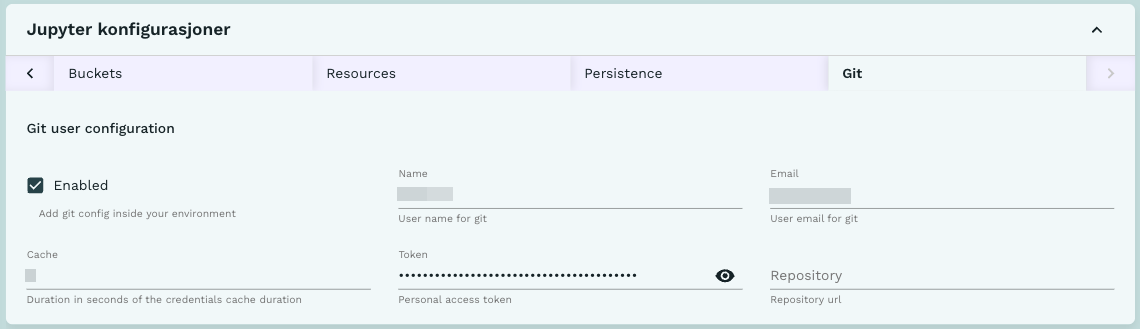 Jupyter konfigurasjoner
Buckets Resources Persistence Git
Git user configuration
Enabled
Add git config inside your environment
Name
User name for git
Email
User email for git
Cache
Duration in seconds of the credentials cache duration
Token
••••••••••••••••••••••••••••••••••••••••
Personal access token
Repository
Repository url